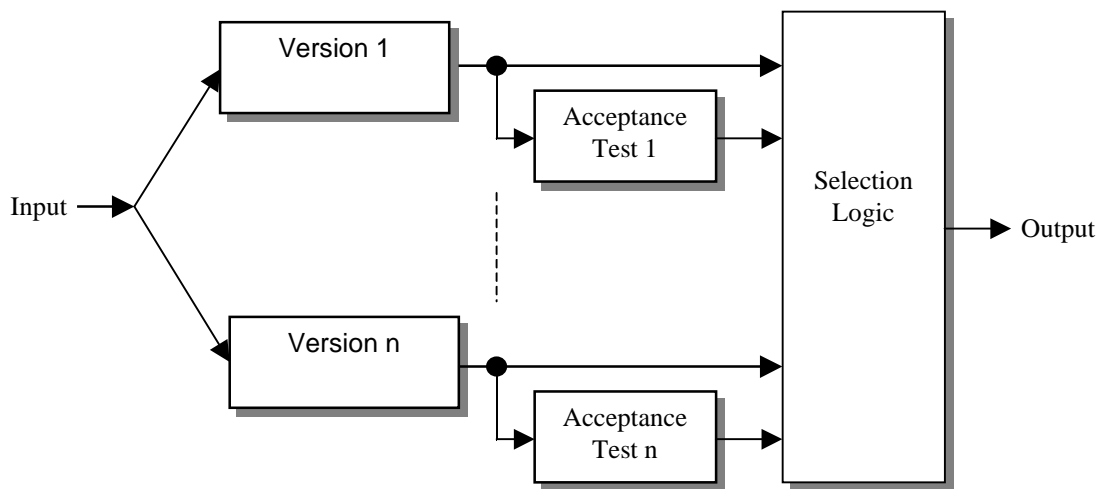 Version 1
Acceptance
Test 1
Selection
Logic
Input
Output
Version n
Acceptance
Test n